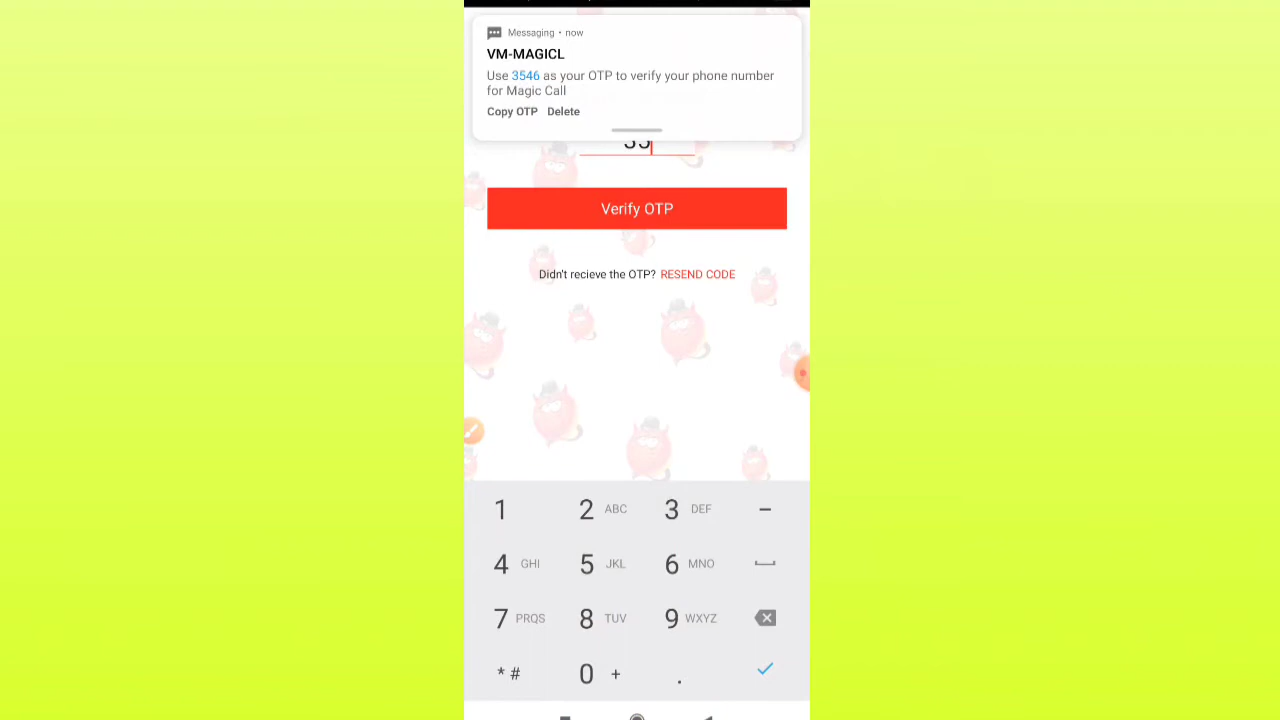 Messaging • now
VM-MAGICL
Use 3546 as your OTP to verify your phone number
for Magic Call
Copy OTP Delete
35
Verify OTP
Didn't recieve the OTP? RESEND CODE
1 2 ABC 3 DEF -
4 GHI 5 JKL 6 MNO
7 PRQS 8 TUV 9 WXYZ
* # 0 + .